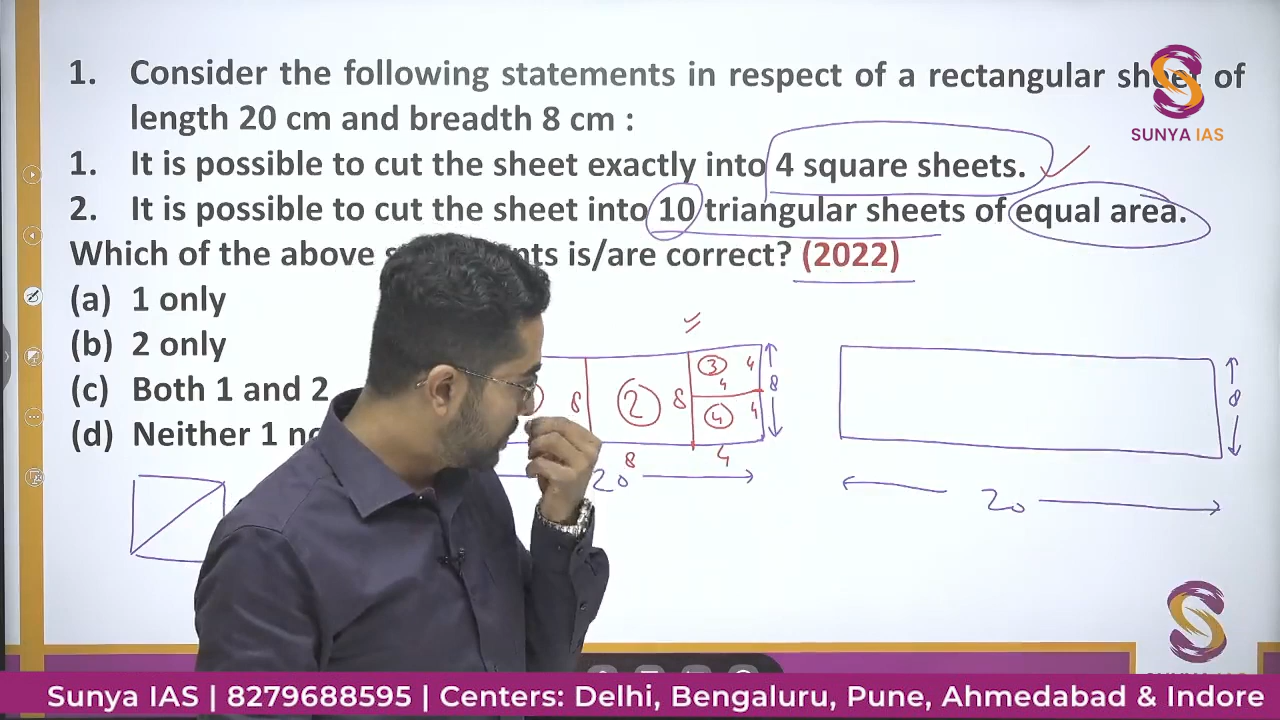 1. Consider the following statements in respect of a rectangular sheet of
length 20 cm and breadth 8 cm :
SUNYA IAS
1. It is possible to cut the sheet exactly into 4 square sheets.
2. It is possible to cut the sheet into 10 triangular sheets of equal area.
Which of the above is/are correct? (2022)
(a) 1 only
(b) 2 only
(c) Both 1 and 2
(d) Neither 1
8 2 8 3 4 4 8
4 4
8 4
20
8
20
Sunya IAS | 8279688595 | Centers: Delhi, Bengaluru, Pune, Ahmedabad & Indore